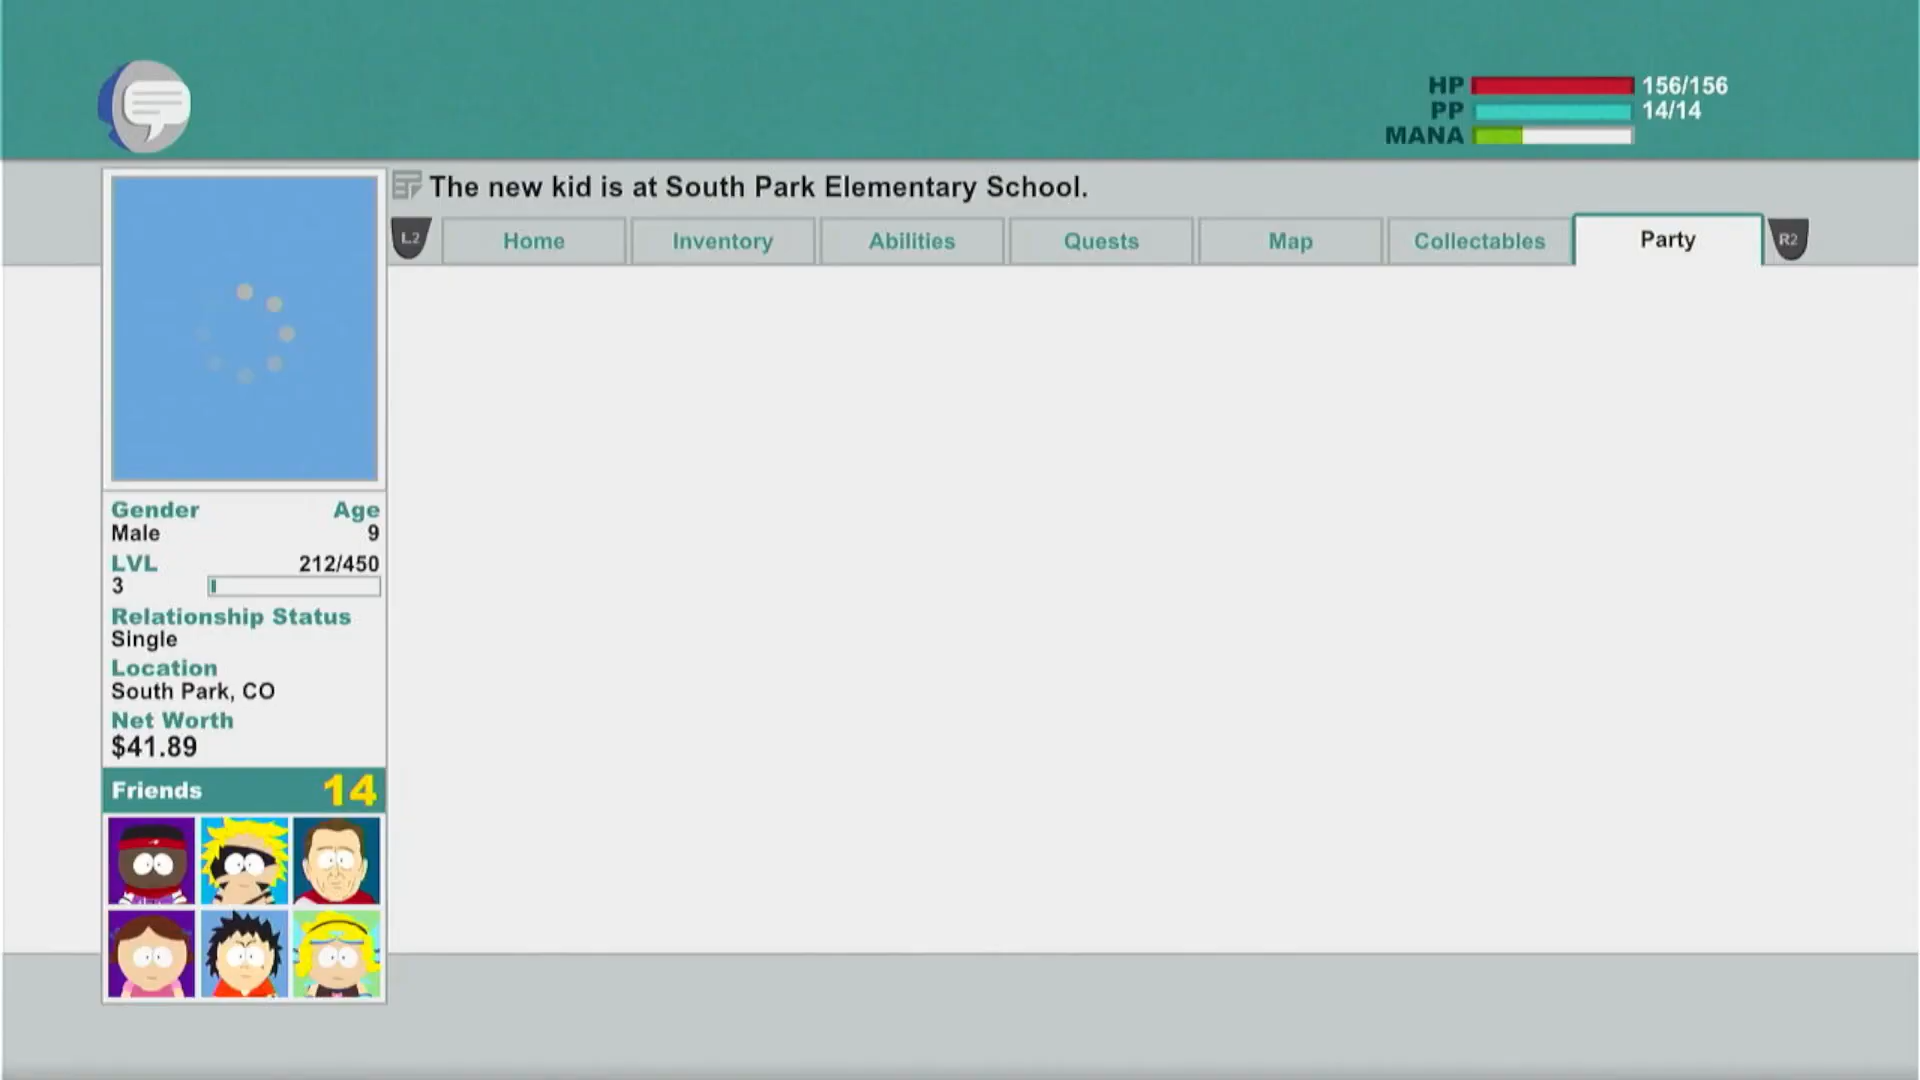 HP 156/156
PP 14/14
MANA
The new kid is at South Park Elementary School.
L2 Home Inventory Abilities Quests Map Collectables Party R2
Gender Age
Male 9
LVL 212/450
3
Relationship Status
Single
Location
South Park, CO
Net Worth
$41.89
Friends 14